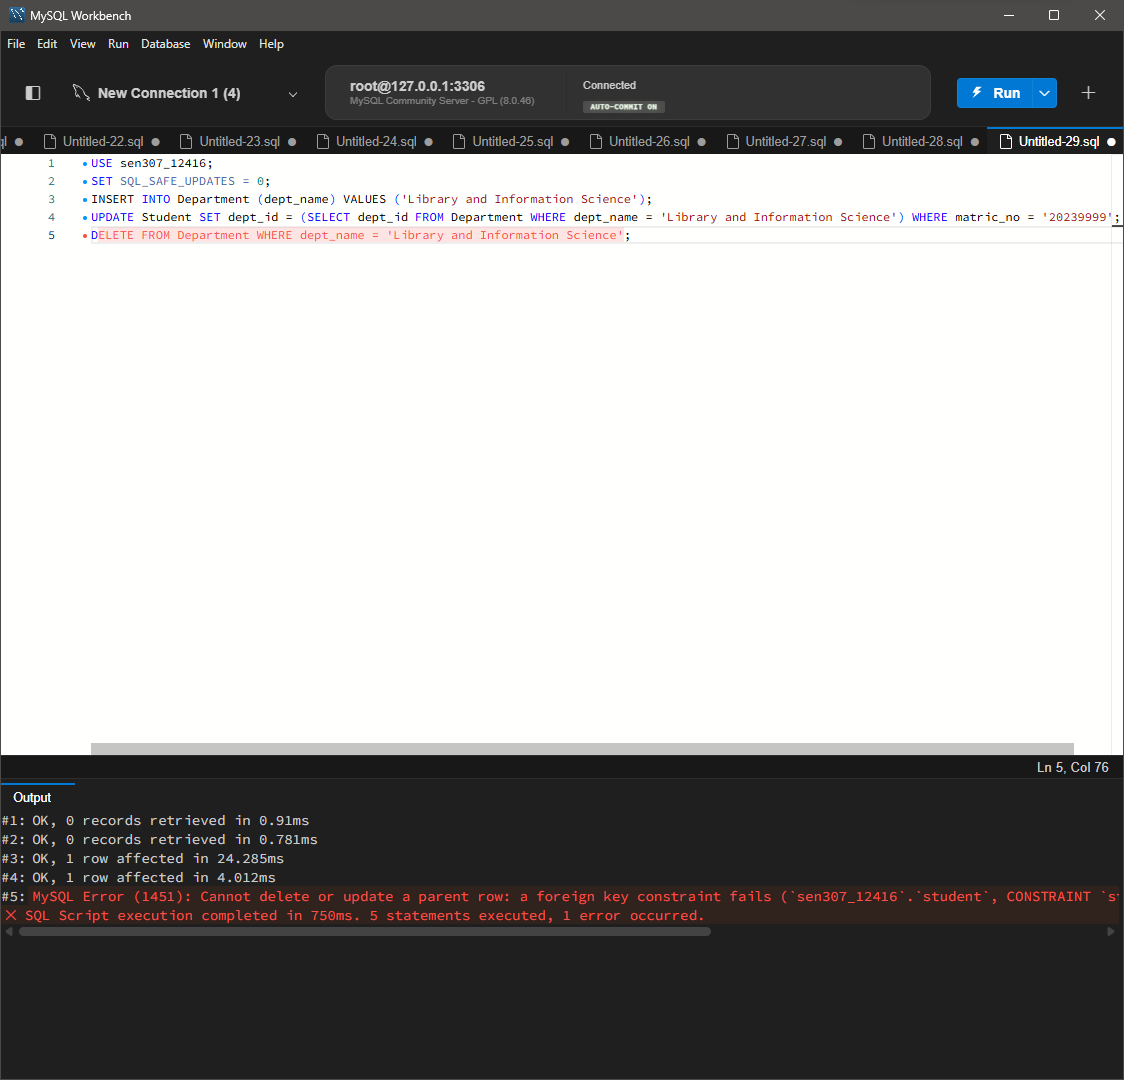 MySQL Workbench
File Edit View Run Database Window Help
New Connection 1 (4)
root@127.0.0.1:3306
MySQL Community Server - GPL (8.0.46)
Connected
AUTO-COMMIT ON
Run
ql Untitled-22.sql Untitled-23.sql Untitled-24.sql Untitled-25.sql Untitled-26.sql Untitled-27.sql Untitled-28.sql Untitled-29.sql
1 USE sen307_12416;
2 SET SQL_SAFE_UPDATES = 0;
3 INSERT INTO Department (dept_name) VALUES ('Library and Information Science');
4 UPDATE Student SET dept_id = (SELECT dept_id FROM Department WHERE dept_name = 'Library and Information Science') WHERE matric_no = '20239999';
5 DELETE FROM Department WHERE dept_name = 'Library and Information Science';
Ln 5, Col 76
Output
#1: OK, 0 records retrieved in 0.91ms
#2: OK, 0 records retrieved in 0.781ms
#3: OK, 1 row affected in 24.285ms
#4: OK, 1 row affected in 4.012ms
#5: MySQL Error (1451): Cannot delete or update a parent row: a foreign key constraint fails (`sen307_12416`.`student`, CONSTRAINT `s
SQL Script execution completed in 750ms. 5 statements executed, 1 error occurred.